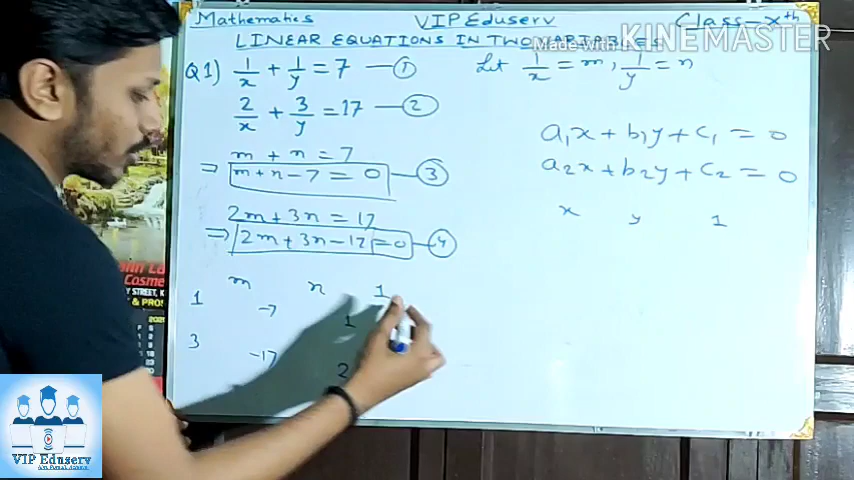 Mathematics VIP Eduserv Class-Xth
LINEAR EQUATIONS IN TWO VARIABLES
Made with KINEMASTER
Q1) 1/x + 1/y = 7 —①
Let 1/x = m, 1/y = n
2/x + 3/y = 17 —②
a₁x + b₁y + c₁ = 0
a₂x + b₂y + c₂ = 0
m + n = 7
⇒ m + n - 7 = 0 —③
x y 1
2m + 3n = 17
⇒ 2m + 3n - 17 = 0 —④
m n 1
1 -7 1
3 -17 2
VIP Eduserv